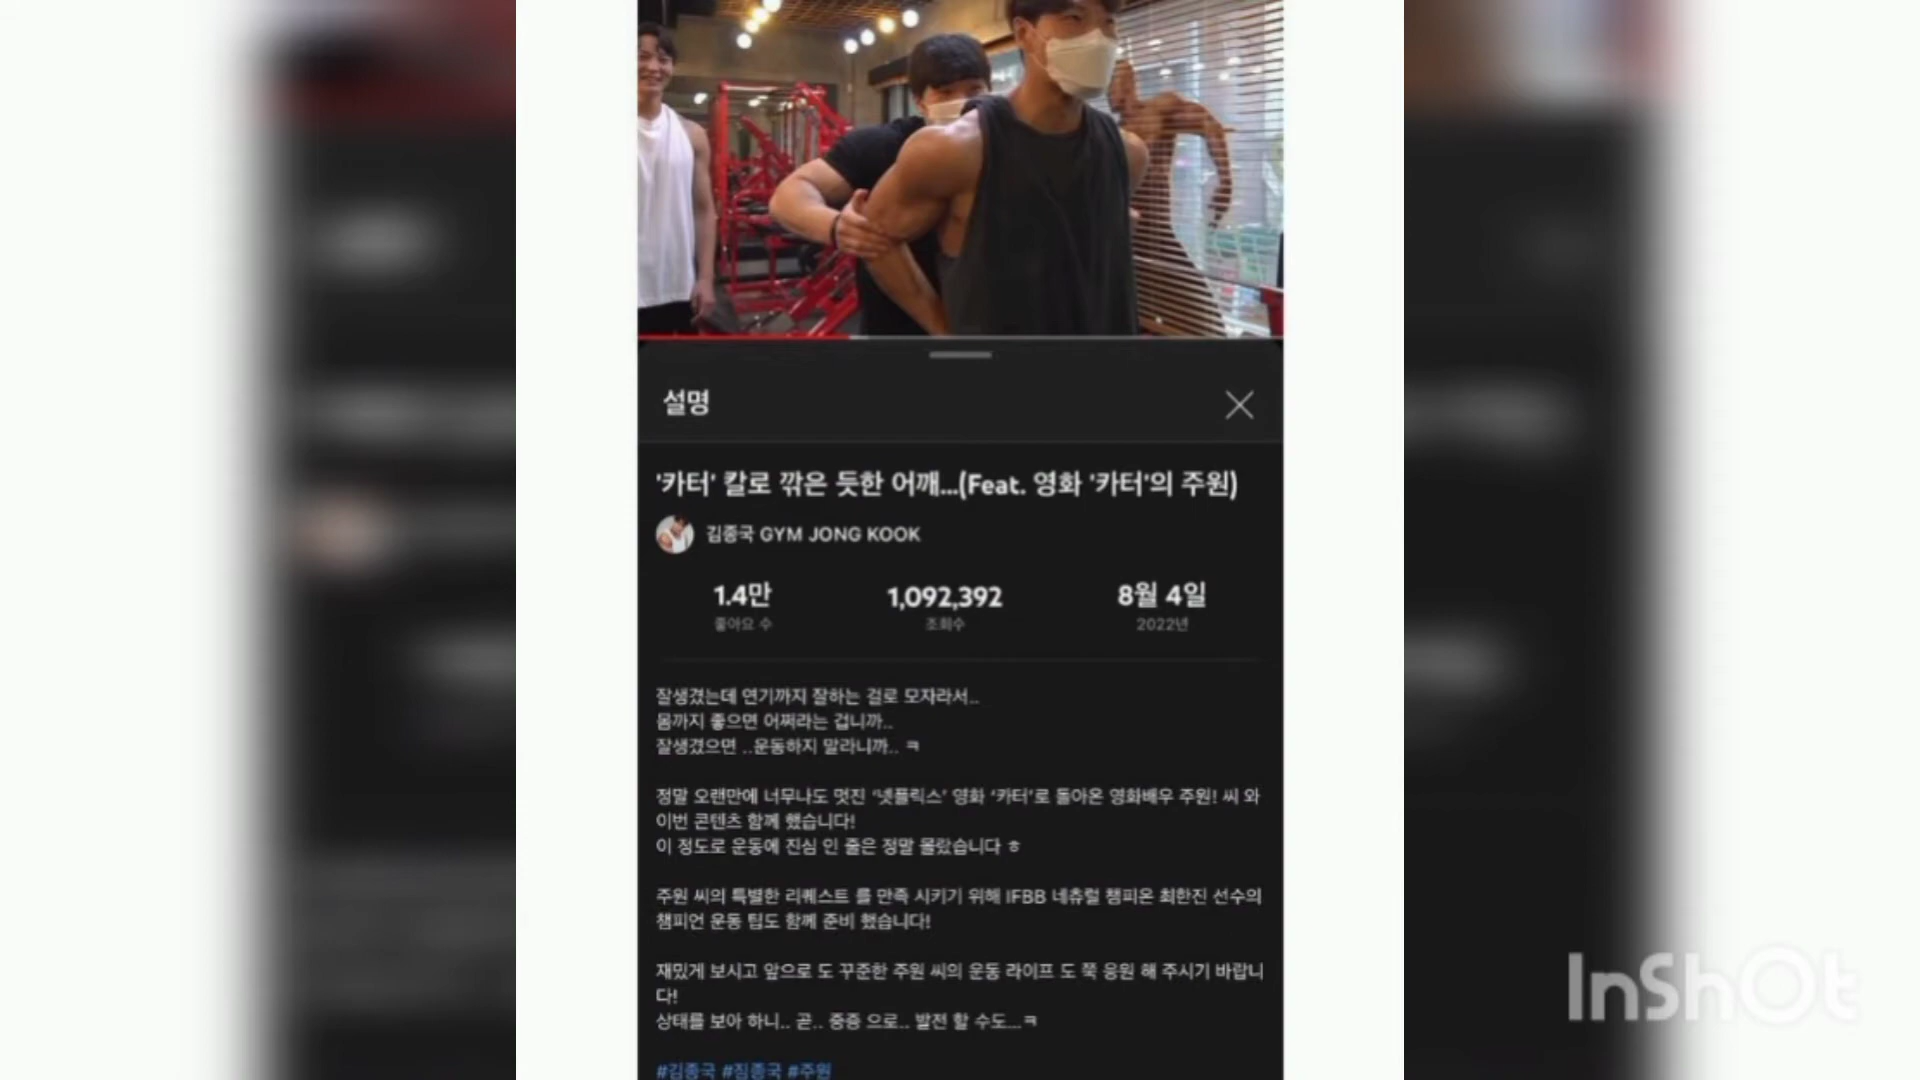 설명
'카터' 칼로 깎은 듯한 어깨...(Feat. 영화 '카터'의 주원)
김종국 GYM JONG KOOK
1.4만 1,092,392 8월 4일
좋아요 수 조회수 2022년
잘생겼는데 연기까지 잘하는 걸로 모자라서..
몸까지 좋으면 어쩌라는 겁니까..
잘생겼으면 ..운동하지 말라니까.. ㅋ
정말 오랜만에 너무나도 멋진 '넷플릭스' 영화 '카터'로 돌아온 영화배우 주원! 씨 와
이번 콘텐츠 함께 했습니다!
이 정도로 운동에 진심 인 줄은 정말 몰랐습니다 ㅎ
주원 씨의 특별한 리퀘스트 를 만족 시키기 위해 IFBB 네츄럴 챔피온 최한진 선수의
챔피언 운동 팁도 함께 준비 했습니다!
재밌게 보시고 앞으로 도 꾸준한 주원 씨의 운동 라이프 도 쭉 응원 해 주시기 바랍니
다!
상태를 보아 하니.. 곧.. 중증 으로.. 발전 할 수도...ㅋ
#김종국 #짐종국 #주원
InShOt